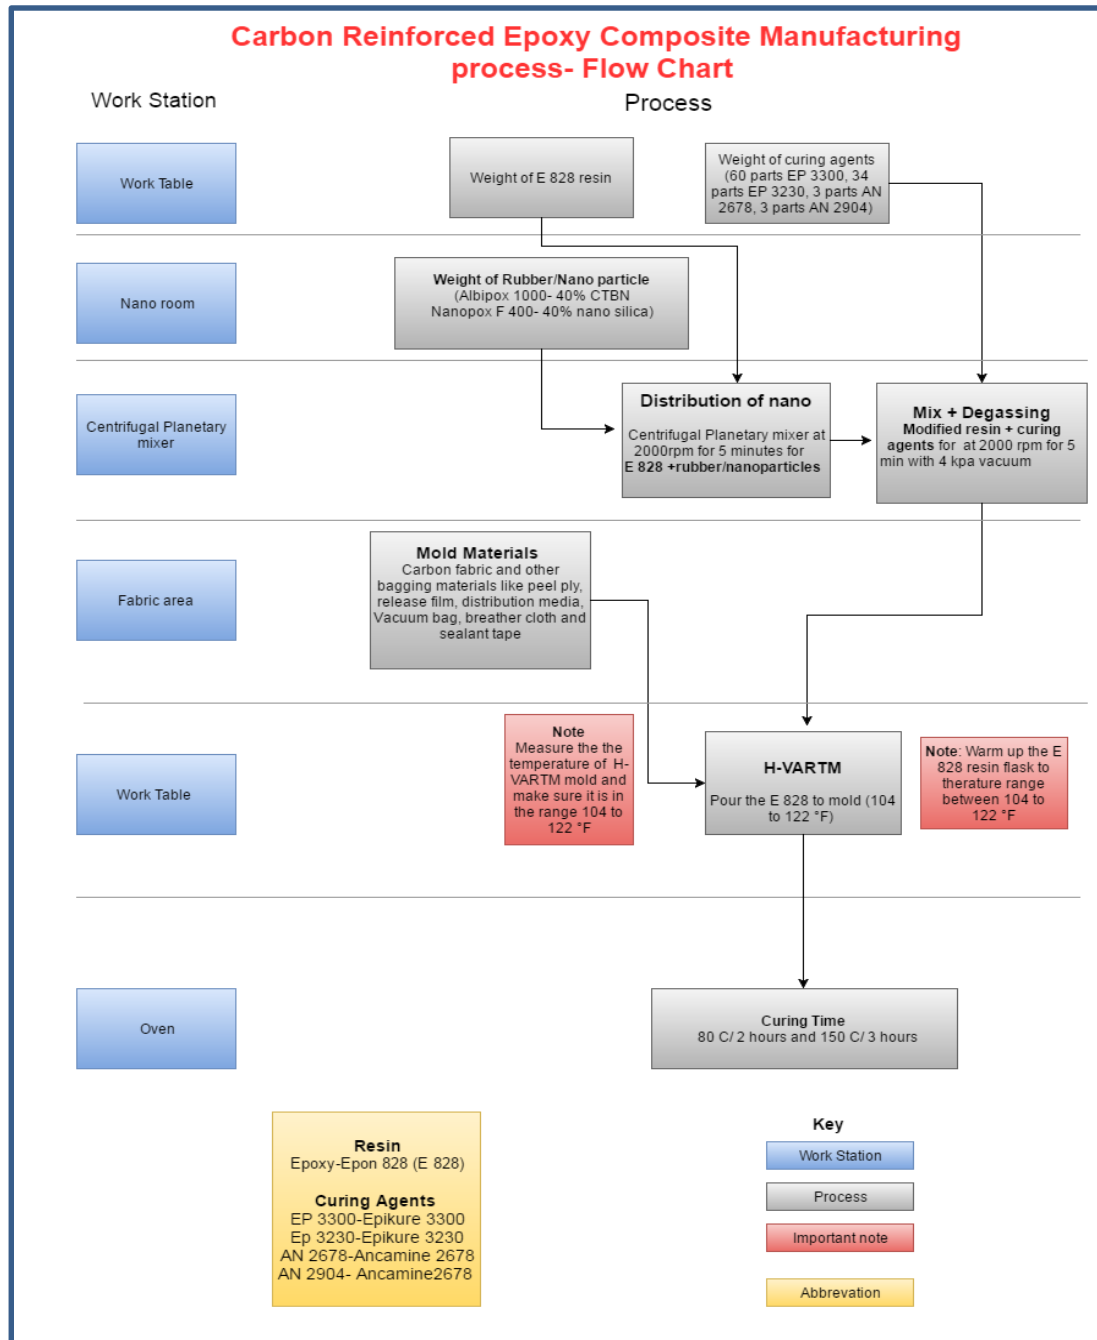 Carbon Reinforced Epoxy Composite Manufacturing
process- Flow Chart
Work Station
Process
Work Table
Weight of E 828 resin
Weight of curing agents
(60 parts EP 3300, 34
parts EP 3230, 3 parts AN
2678, 3 parts AN 2904)
Nano room
Weight of Rubber/Nano particle
(Albipox 1000- 40% CTBN
Nanopox F 400- 40% nano silica)
Centrifugal Planetary
mixer
Distribution of nano
Centrifugal Planetary mixer at
2000rpm for 5 minutes for
E 828 +rubber/nanoparticles
Mix + Degassing
Modified resin + curing
agents for at 2000 rpm for 5
min with 4 kpa vacuum
Fabric area
Mold Materials
Carbon fabric and other
bagging materials like peel ply,
release film, distribution media,
Vacuum bag, breather cloth and
sealant tape
Work Table
Note
Measure the the
temperature of H-
VARTM mold and
make sure it is in
the range 104 to
122 °F
H-VARTM
Pour the E 828 to mold (104
to 122 °F)
Note: Warm up the E
828 resin flask to
therature range
between 104 to
122 °F
Oven
Curing Time
80 C/ 2 hours and 150 C/ 3 hours
Resin
Epoxy-Epon 828 (E 828)
Curing Agents
EP 3300-Epikure 3300
Ep 3230-Epikure 3230
AN 2678-Ancamine 2678
AN 2904- Ancamine2678
Key
Work Station
Process
Important note
Abbrevation